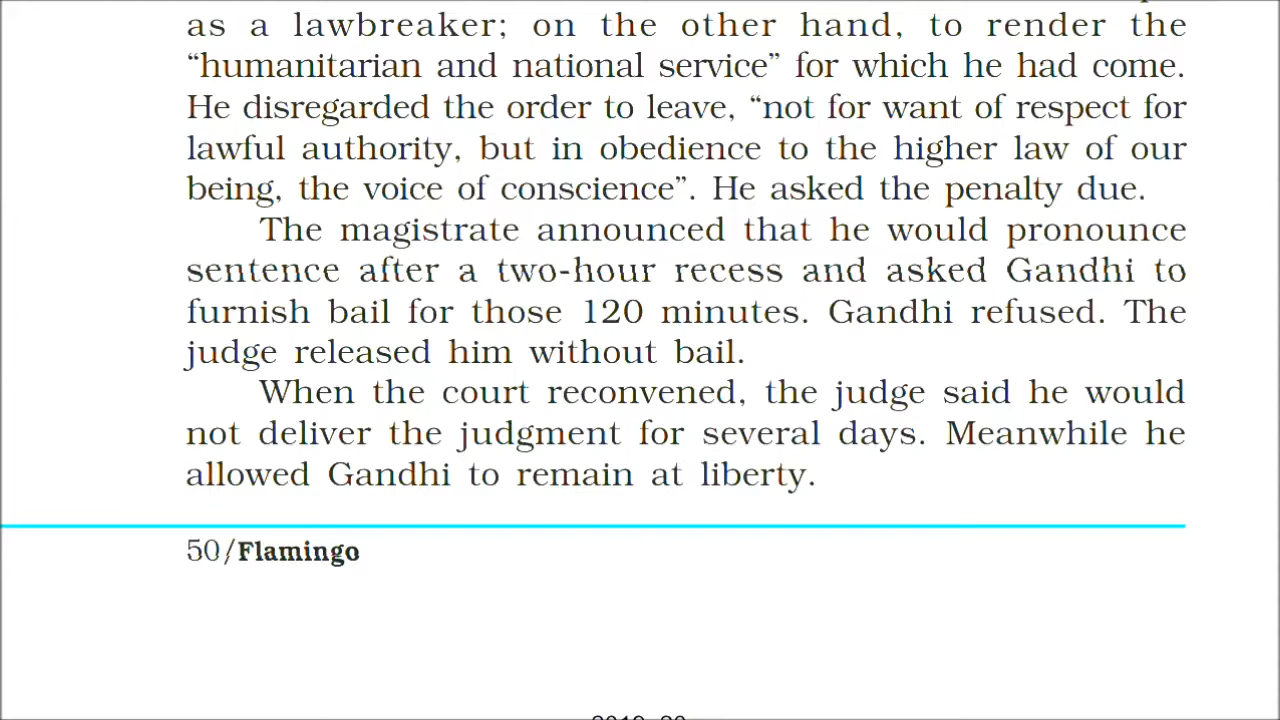 as a lawbreaker; on the other hand, to render the
“humanitarian and national service” for which he had come.
He disregarded the order to leave, “not for want of respect for
lawful authority, but in obedience to the higher law of our
being, the voice of conscience”. He asked the penalty due.
The magistrate announced that he would pronounce
sentence after a two-hour recess and asked Gandhi to
furnish bail for those 120 minutes. Gandhi refused. The
judge released him without bail.
When the court reconvened, the judge said he would
not deliver the judgment for several days. Meanwhile he
allowed Gandhi to remain at liberty.
50/Flamingo